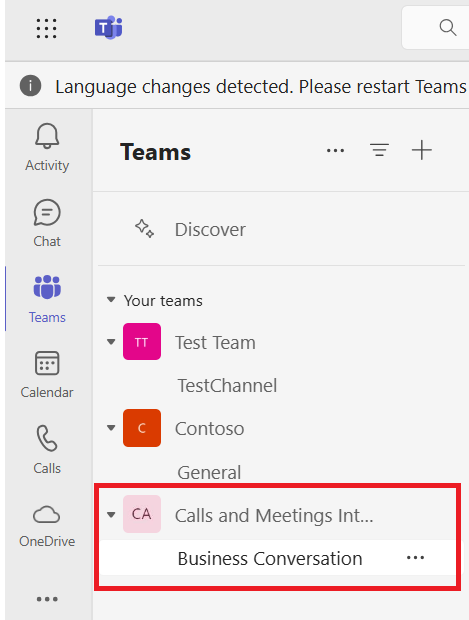 Language changes detected. Please restart Teams
Activity
Chat
Teams
Calendar
Calls
OneDrive
Teams
Discover
Your teams
TT Test Team
TestChannel
C Contoso
General
CA Calls and Meetings Int...
Business Conversation